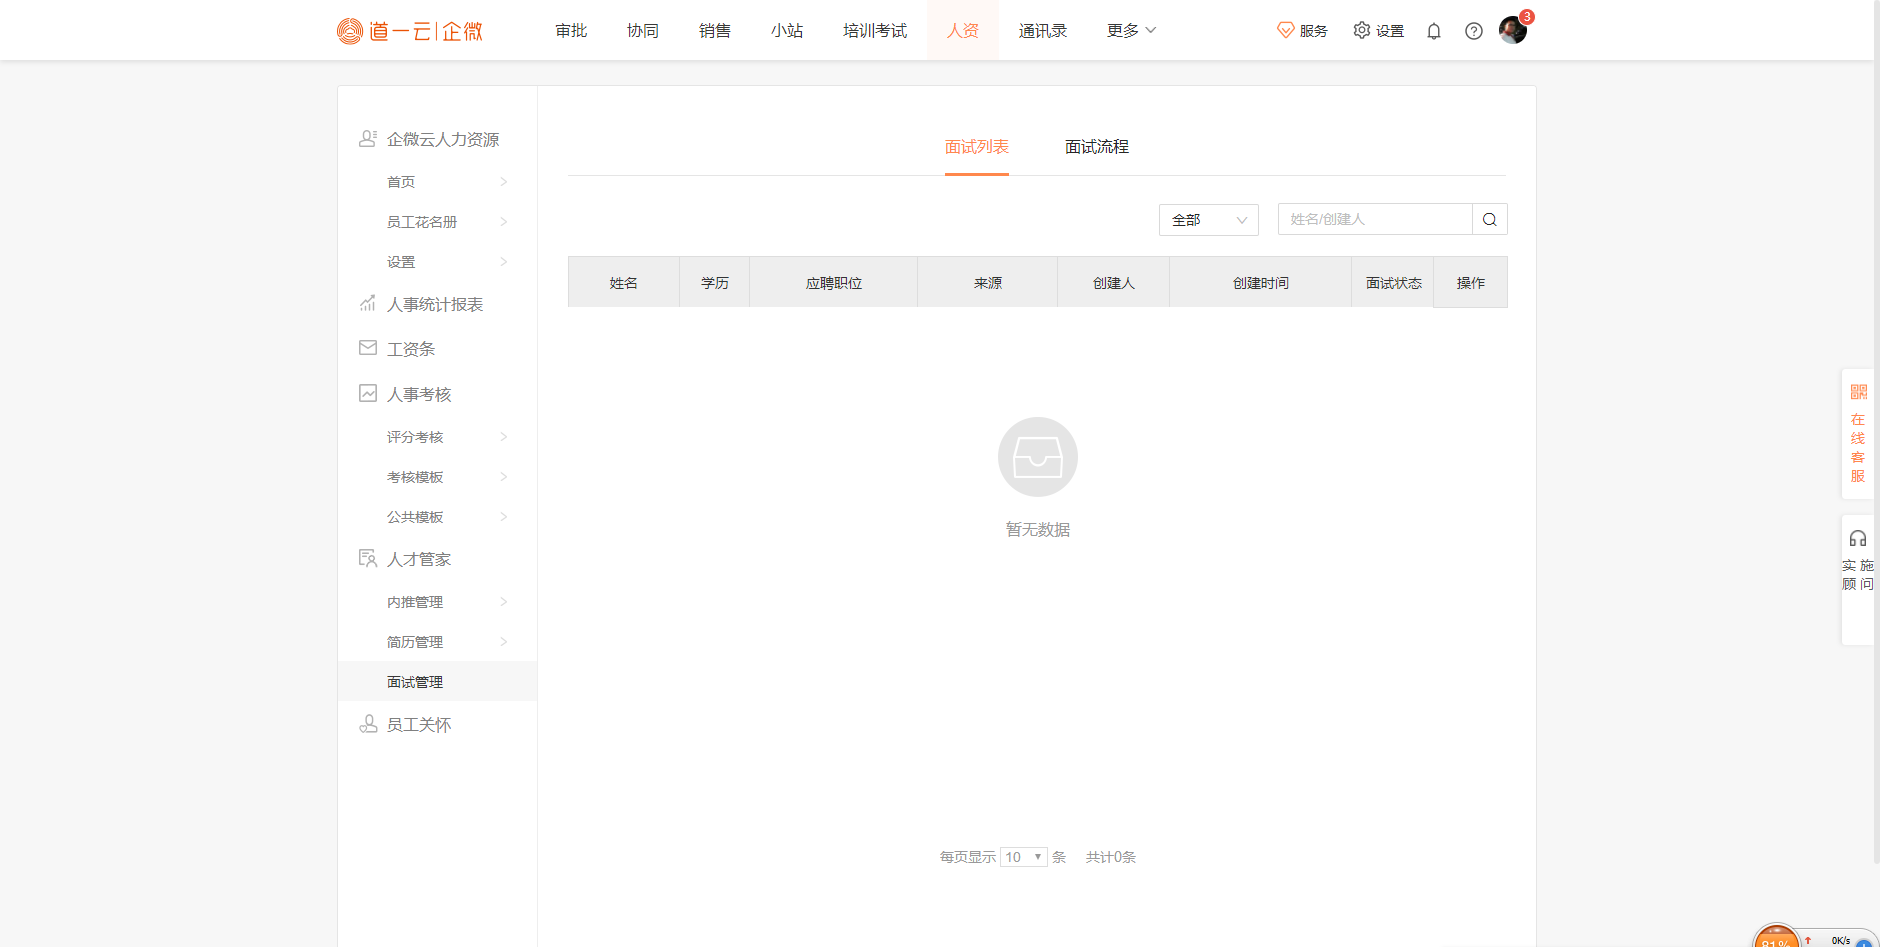 道一云|企微
审批 协同 销售 小站 培训考试 人资 通讯录 更多
服务 设置 3
企微云人力资源
首页
员工花名册
设置
人事统计报表
工资条
人事考核
评分考核
考核模板
公共模板
人才管家
内推管理
简历管理
面试管理
员工关怀
面试列表 面试流程
全部 姓名/创建人
姓名 学历 应聘职位 来源 创建人 创建时间 面试状态 操作
暂无数据
每页显示 10 条 共计0条
在
线
客
服
实 施
顾 问
81% 0K/s